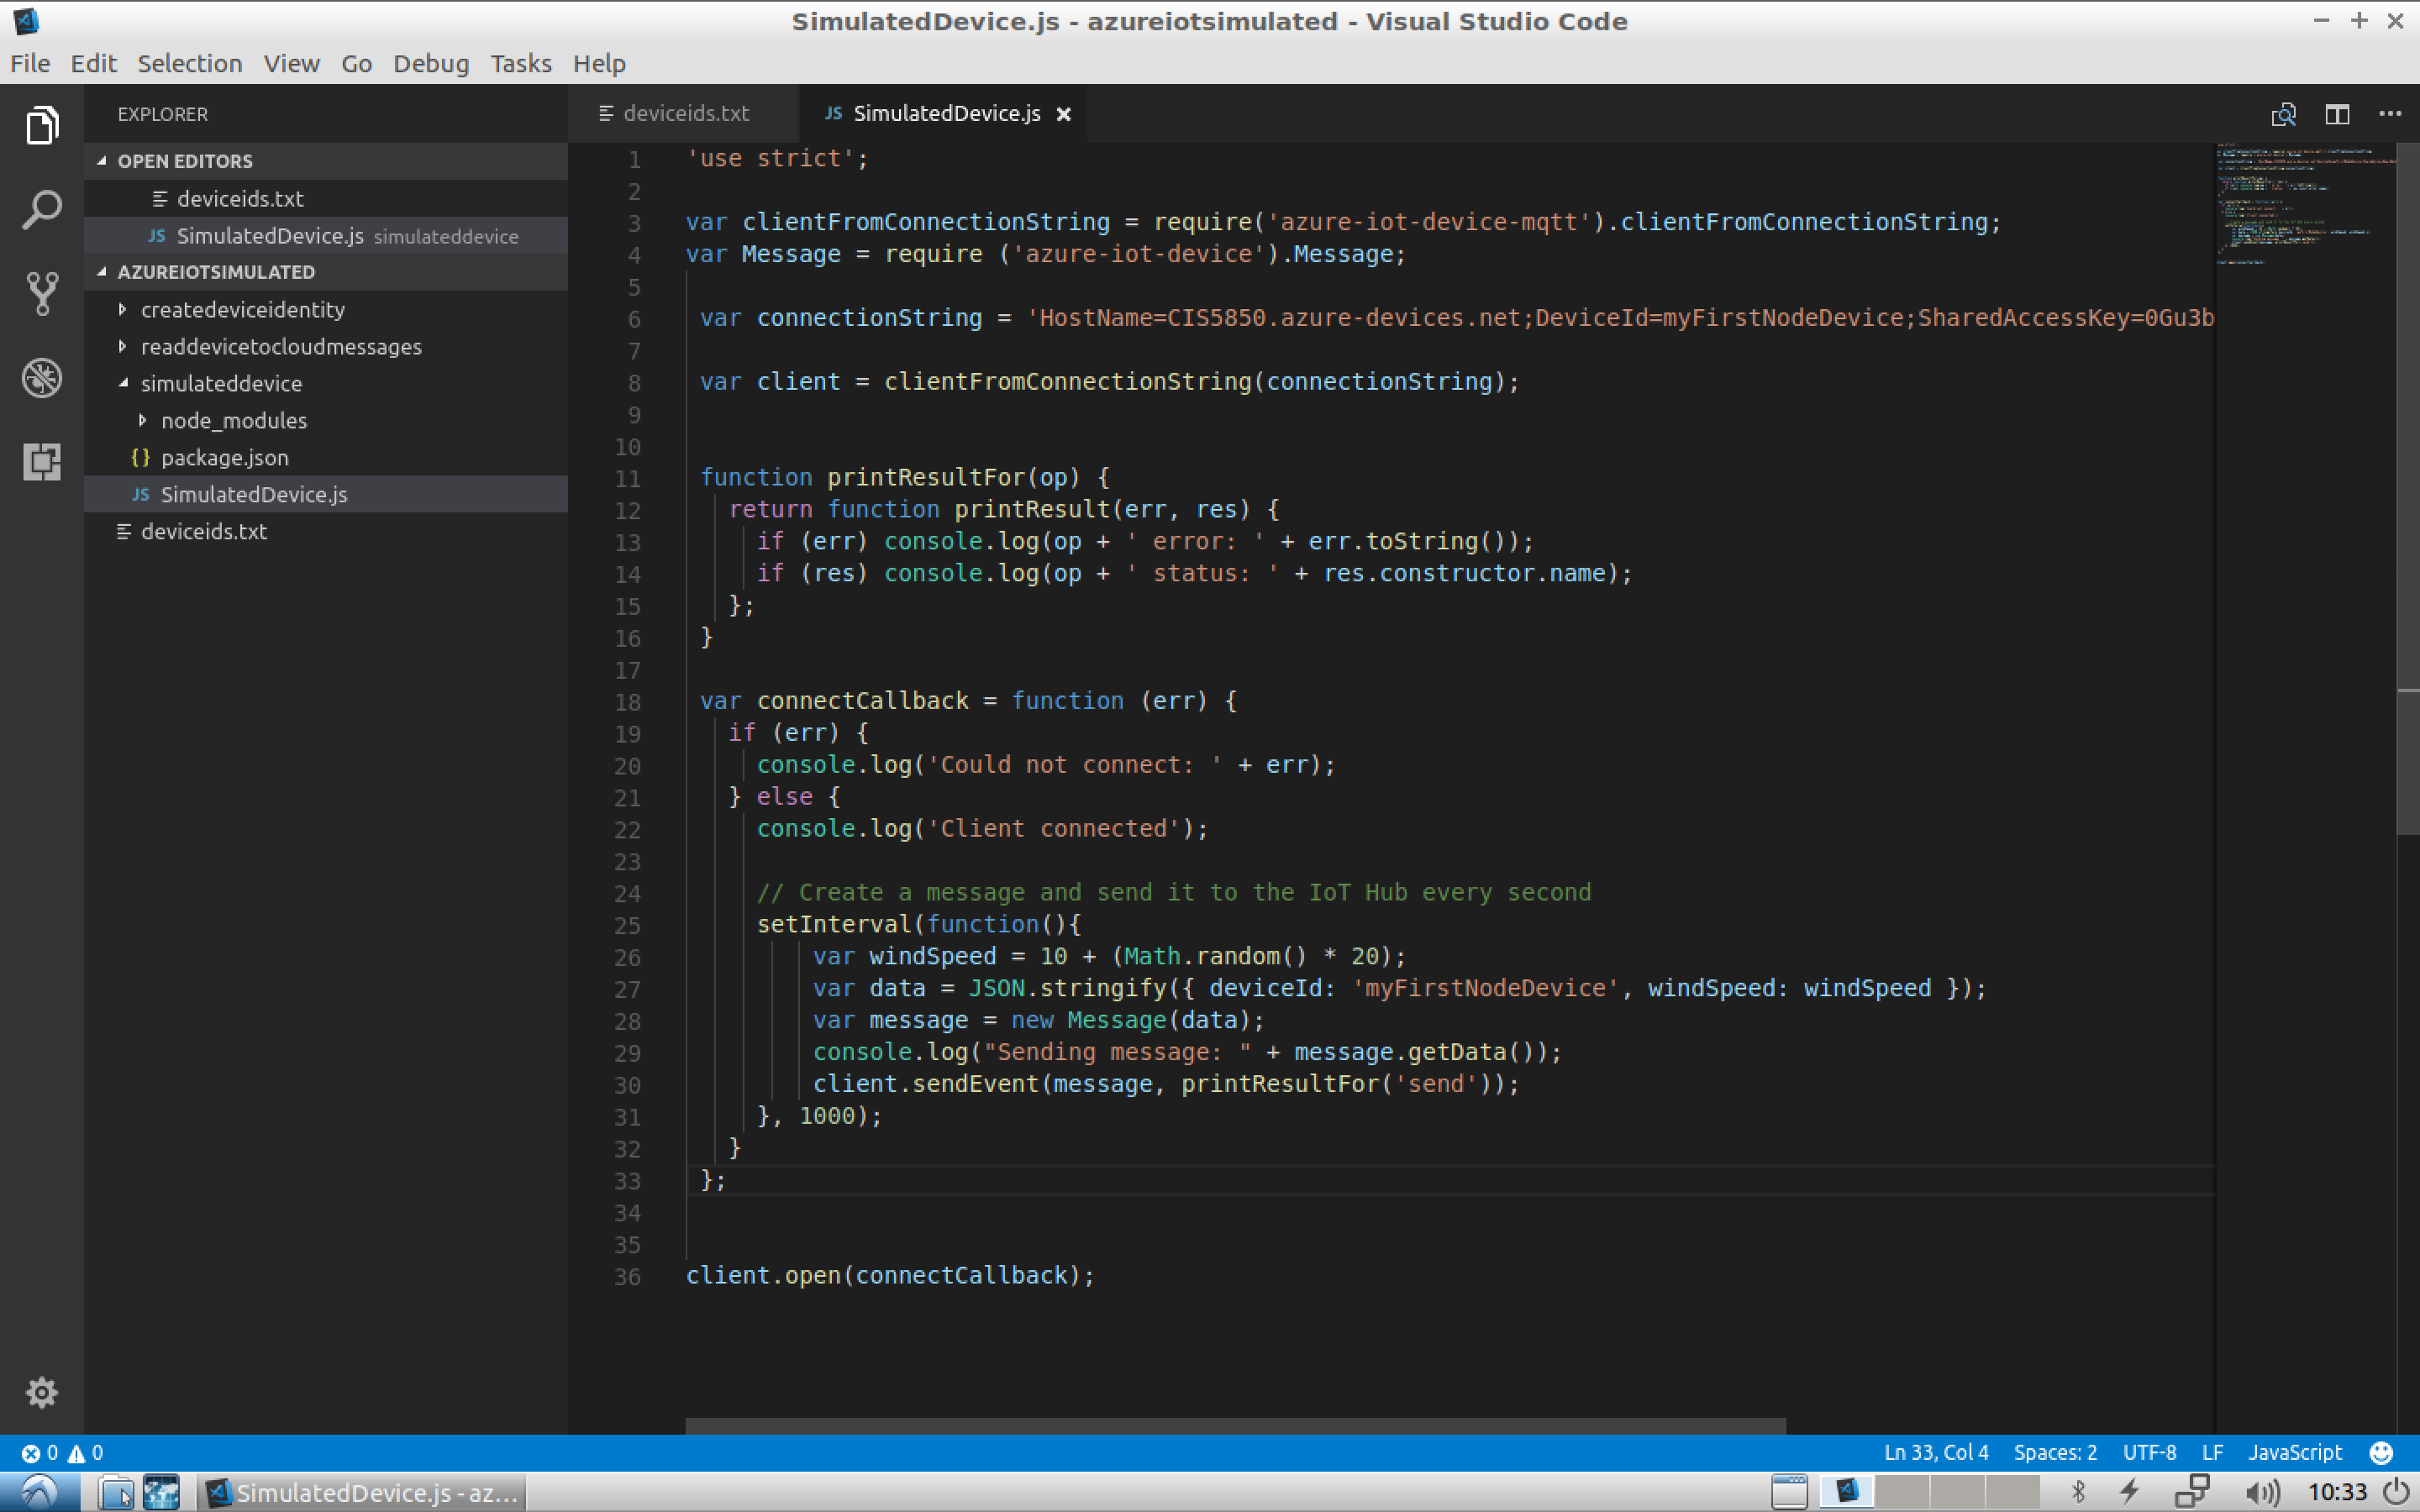 SimulatedDevice.js - azureiotsimulated - Visual Studio Code
File Edit Selection View Go Debug Tasks Help
EXPLORER
OPEN EDITORS
deviceids.txt
JS SimulatedDevice.js simulateddevice
AZUREIOTSIMULATED
createdeviceidentity
readdevicetocloudmessages
simulateddevice
node_modules
{} package.json
JS SimulatedDevice.js
deviceids.txt
deviceids.txt JS SimulatedDevice.js
1 'use strict';
2
3 var clientFromConnectionString = require('azure-iot-device-mqtt').clientFromConnectionString;
4 var Message = require ('azure-iot-device').Message;
5
6 var connectionString = 'HostName=CIS5850.azure-devices.net;DeviceId=myFirstNodeDevice;SharedAccessKey=0Gu3b
7
8 var client = clientFromConnectionString(connectionString);
9
10
11 function printResultFor(op) {
12 return function printResult(err, res) {
13 if (err) console.log(op + ' error: ' + err.toString());
14 if (res) console.log(op + ' status: ' + res.constructor.name);
15 };
16 }
17
18 var connectCallback = function (err) {
19 if (err) {
20 console.log('Could not connect: ' + err);
21 } else {
22 console.log('Client connected');
23
24 // Create a message and send it to the IoT Hub every second
25 setInterval(function(){
26 var windSpeed = 10 + (Math.random() * 20);
27 var data = JSON.stringify({ deviceId: 'myFirstNodeDevice', windSpeed: windSpeed });
28 var message = new Message(data);
29 console.log("Sending message: " + message.getData());
30 client.sendEvent(message, printResultFor('send'));
31 }, 1000);
32 }
33 };
34
35
36 client.open(connectCallback);
0 0 Ln 33, Col 4 Spaces: 2 UTF-8 LF JavaScript
SimulatedDevice.js - az... 10:33